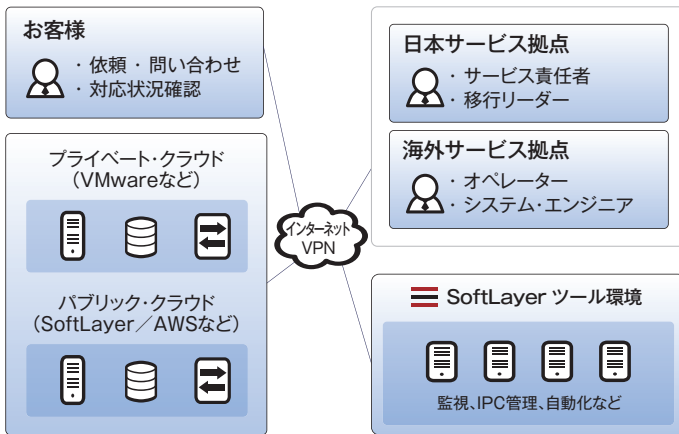 お客様
・依頼・問い合わせ
・対応状況確認
プライベート・クラウド
(VMwareなど)
パブリック・クラウド
(SoftLayer／AWSなど)
インターネット
VPN
日本サービス拠点
・サービス責任者
・移行リーダー
海外サービス拠点
・オペレーター
・システム・エンジニア
SoftLayer ツール環境
監視、IPC管理、自動化など